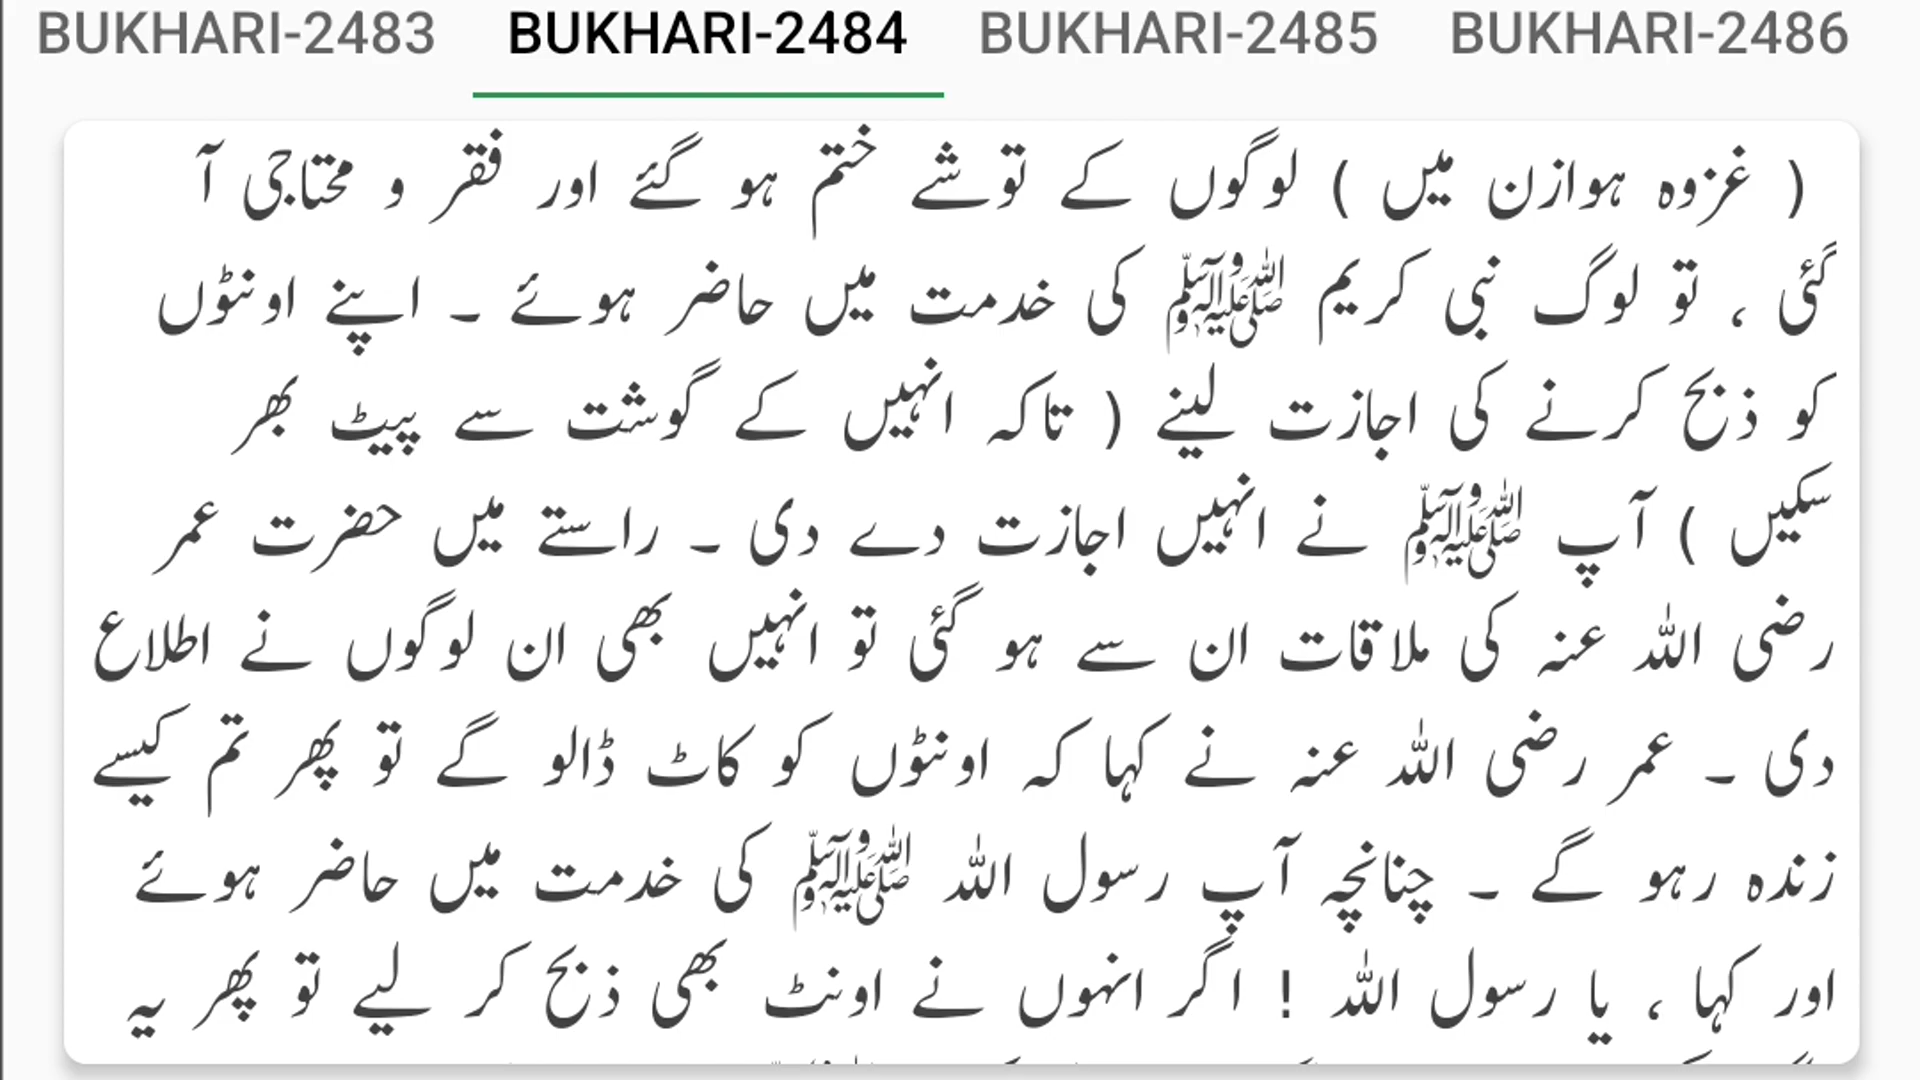 BUKHARI-2483 BUKHARI-2484 BUKHARI-2485 BUKHARI-2486
( غزوہ ہوازن میں ) لوگوں کے توشے ختم ہو گئے اور فقر و محتاجی آ
گئی ، تو لوگ نبی کریم ﷺ کی خدمت میں حاضر ہوئے ۔ اپنے اونٹوں
کو ذبح کرنے کی اجازت لینے ( تاکہ انہیں کے گوشت سے پیٹ بھر
سکیں ) آپ ﷺ نے انہیں اجازت دے دی ۔ راستے میں حضرت عمر
رضی اللہ عنہ کی ملاقات ان سے ہو گئی تو انہیں بھی ان لوگوں نے اطلاع
دی ۔ عمر رضی اللہ عنہ نے کہا کہ اونٹوں کو کاٹ ڈالو گے تو پھر تم کیسے
زندہ رہو گے ۔ چنانچہ آپ رسول اللہ ﷺ کی خدمت میں حاضر ہوئے
اور کہا ، یا رسول اللہ ! اگر انہوں نے اونٹ بھی ذبح کر لیے تو پھر یہ